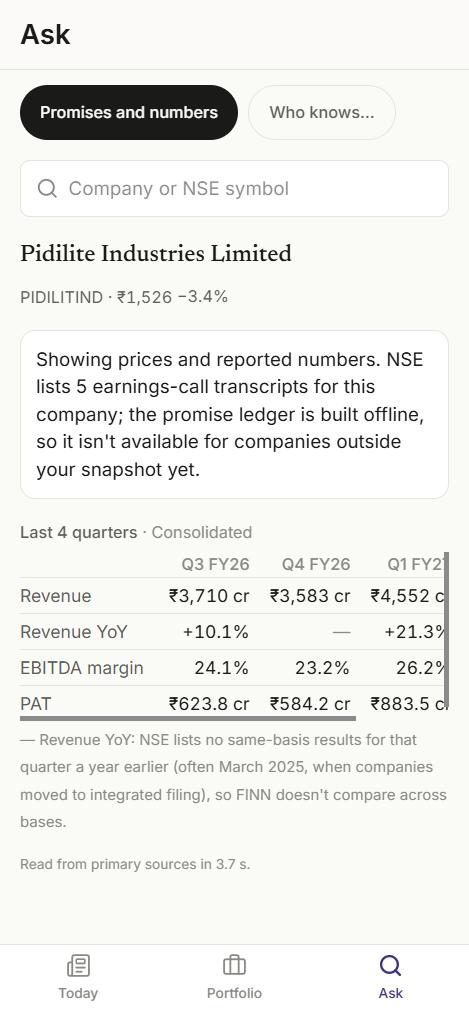 Ask
Promises and numbers
Who knows...
Company or NSE symbol
Pidilite Industries Limited
PIDILITIND · ₹1,526 −3.4%
Showing prices and reported numbers. NSE
lists 5 earnings-call transcripts for this
company; the promise ledger is built offline,
so it isn't available for companies outside
your snapshot yet.
Last 4 quarters · Consolidated
Q3 FY26 Q4 FY26 Q1 FY27
Revenue ₹3,710 cr ₹3,583 cr ₹4,552 cr
Revenue YoY +10.1% — +21.3%
EBITDA margin 24.1% 23.2% 26.2%
PAT ₹623.8 cr ₹584.2 cr ₹883.5 cr
— Revenue YoY: NSE lists no same-basis results for that
quarter a year earlier (often March 2025, when companies
moved to integrated filing), so FINN doesn't compare across
bases.
Read from primary sources in 3.7 s.
Today
Portfolio
Ask